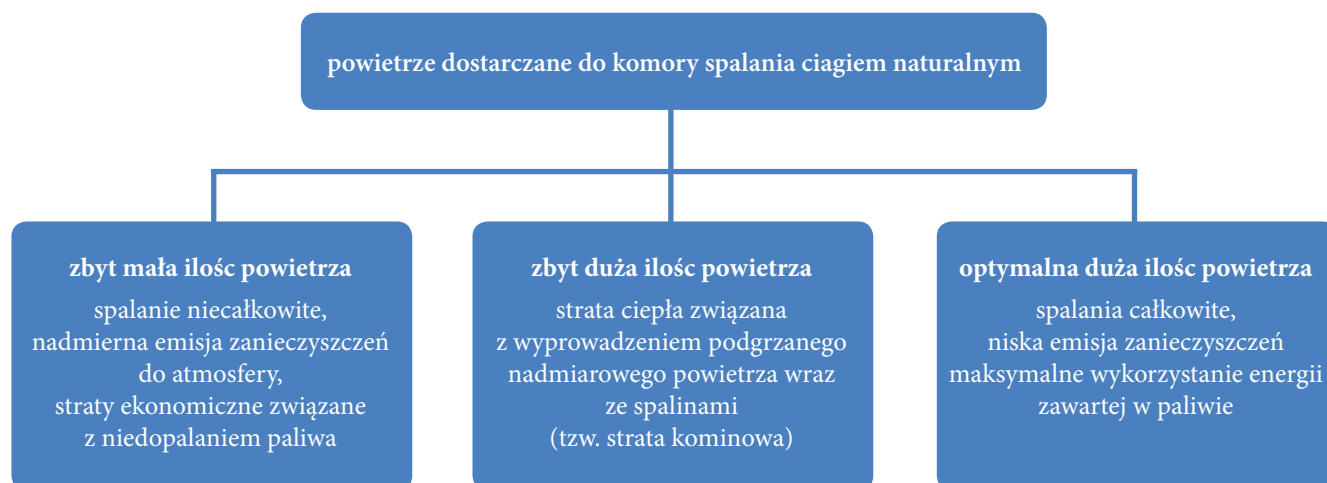 powietrze dostarczane do komory spalania ciagiem naturalnym
zbyt mała ilośc powietrza
spalanie niecałkowite,
nadmierna emisja zanieczyszczeń
do atmosfery,
straty ekonomiczne związane
z niedopalaniem paliwa
zbyt duża ilośc powietrza
strata ciepła związana
z wyprowadzeniem podgrzanego
nadmiarowego powietrza wraz
ze spalinami
(tzw. strata kominowa)
optymalna duża ilośc powietrza
spalania całkowite,
niska emisja zanieczyszczeń
maksymalne wykorzystanie energii
zawartej w paliwie